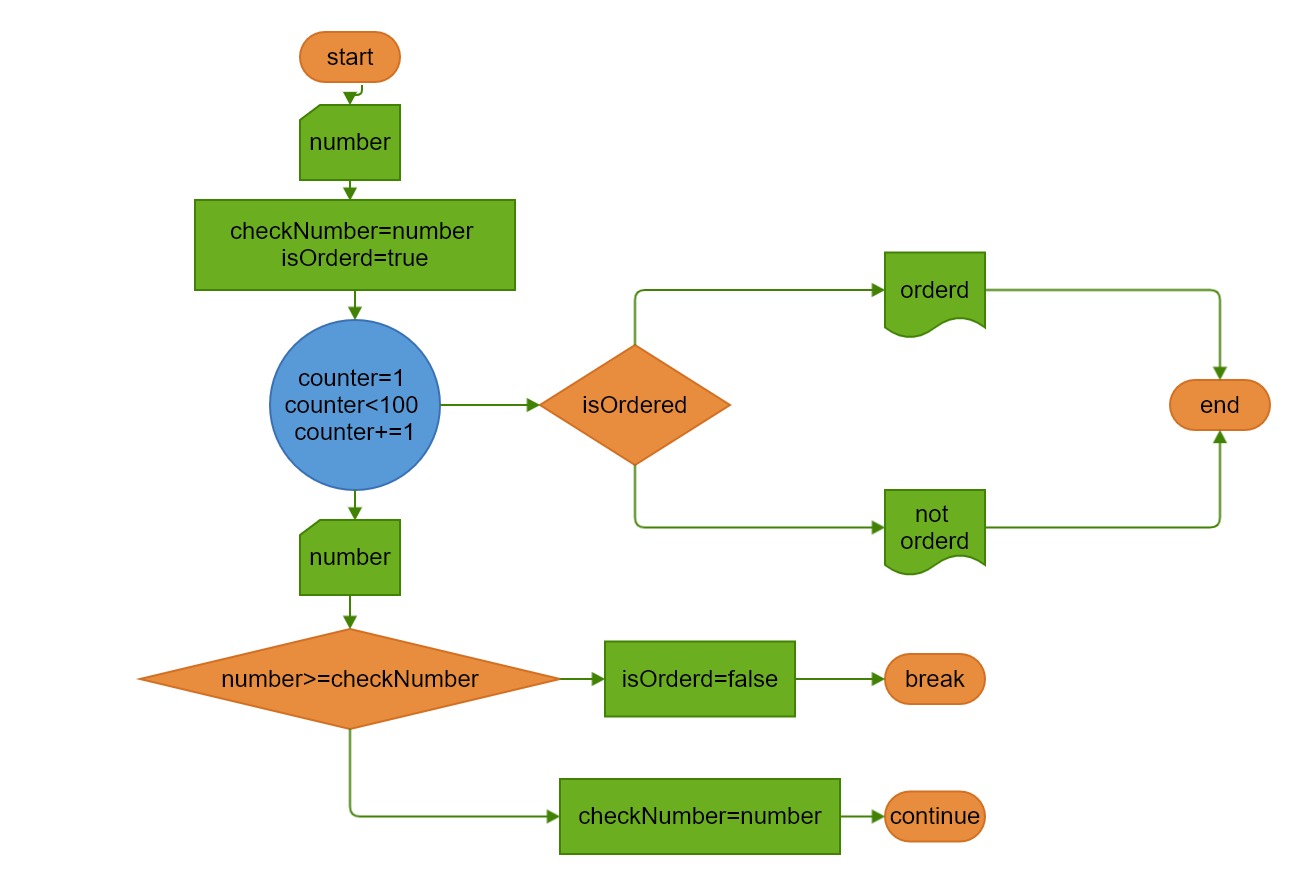 start
number
checkNumber=number
isOrderd=true
counter=1
counter<100
counter+=1
isOrdered
orderd
not
orderd
end
number
number>=checkNumber
isOrderd=false
break
checkNumber=number
continue